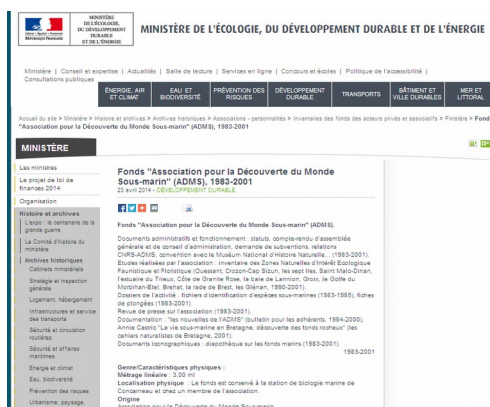 MINISTÈRE
DE L'ÉCOLOGIE,
DU DÉVELOPPEMENT
DURABLE
ET DE L'ÉNERGIE
RÉPUBLIQUE FRANÇAISE
MINISTÈRE DE L'ÉCOLOGIE, DU DÉVELOPPEMENT DURABLE ET DE L'ÉNERGIE
Ministère | Conseil et expertise | Actualités | Salle de lecture | Services en ligne | Concours et écoles | Politique de l'accessibilité |
Consultations publiques
ÉNERGIE, AIR ET CLIMAT
EAU ET BIODIVERSITÉ
PRÉVENTION DES RISQUES
DÉVELOPPEMENT DURABLE
TRANSPORTS
BÂTIMENT ET VILLE DURABLES
MER ET LITTORAL
Accueil du site > Ministère > Histoire et archives > Archives historiques > Associations - personnalités > Inventaires des fonds des acteurs privés et associatifs > Finistère > Fond
"Association pour la Découverte du Monde Sous-marin" (ADMS), 1983-2001
MINISTÈRE
Les ministres
Le projet de loi de
finances 2014
Organisation
Histoire et archives
L'expo : le centenaire de la
grande guerre
Le Comité d'histoire du
ministère
Archives historiques
Cabinets ministériels
Stratégie et inspection
générale
Logement, hébergement
Infrastructures et service
des transports
Sécurité et circulation
routières
Sécurité et affaires
maritimes
Energie et climat
Eau, biodiversité
Prévention des risques
Urbanisme, paysage,
Fonds "Association pour la Découverte du Monde
Sous-marin" (ADMS), 1983-2001
23 avril 2014 - DÉVELOPPEMENT DURABLE
Fonds "Association pour la Découverte du Monde Sous-marin" (ADMS).
Documents administratifs et fonctionnement : statuts, compte-rendu d'assemblée
générale et de conseil d'administration, demande de subventions, relations
CNRS-ADMS, convention avec le Muséum National d'Histoire Naturelle... (1983-2001).
Etudes réalisées par l'association : inventaire des Zones Naturelles d'Intérêt Ecologique
Faunistique et Floristique (Ouessant, Crozon-Cap Sizun, les sept Iles, Saint Malo-Dinan,
l'estuaire du Trieux, Côte de Granite Rose, la baie de Lannion, Groix, le Golfe du
Morbihan-Etel, Brehat, la rade de Brest, les Glénan, 1980-2001).
Dossiers de l'activité : fichiers d'identification d'espèces sous-marines (1983-1985), fiches
de plongées (1983-2001)
Revue de presse sur l'association (1983-2001).
Documentation : "les nouvelles de l'ADMS" (bulletin pour les adhérents, 1984-2000),
Annie Castric "La vie sous-marine en Bretagne, découverte des fonds rocheux" (les
cahiers naturalistes de Bretagne, 2001).
Documents iconographiques : diapothèque sur les fonds marins (1983-2001).
1983-2001
Genre/Caractéristiques physiques :
Métrage linéaire : 3,00 ml
Localisation physique : Le fonds est conservé à la station de biologie marine de
Concarneau et chez un membre de l'association.
Origine
Association pour la Découverte du Monde Sous-marin